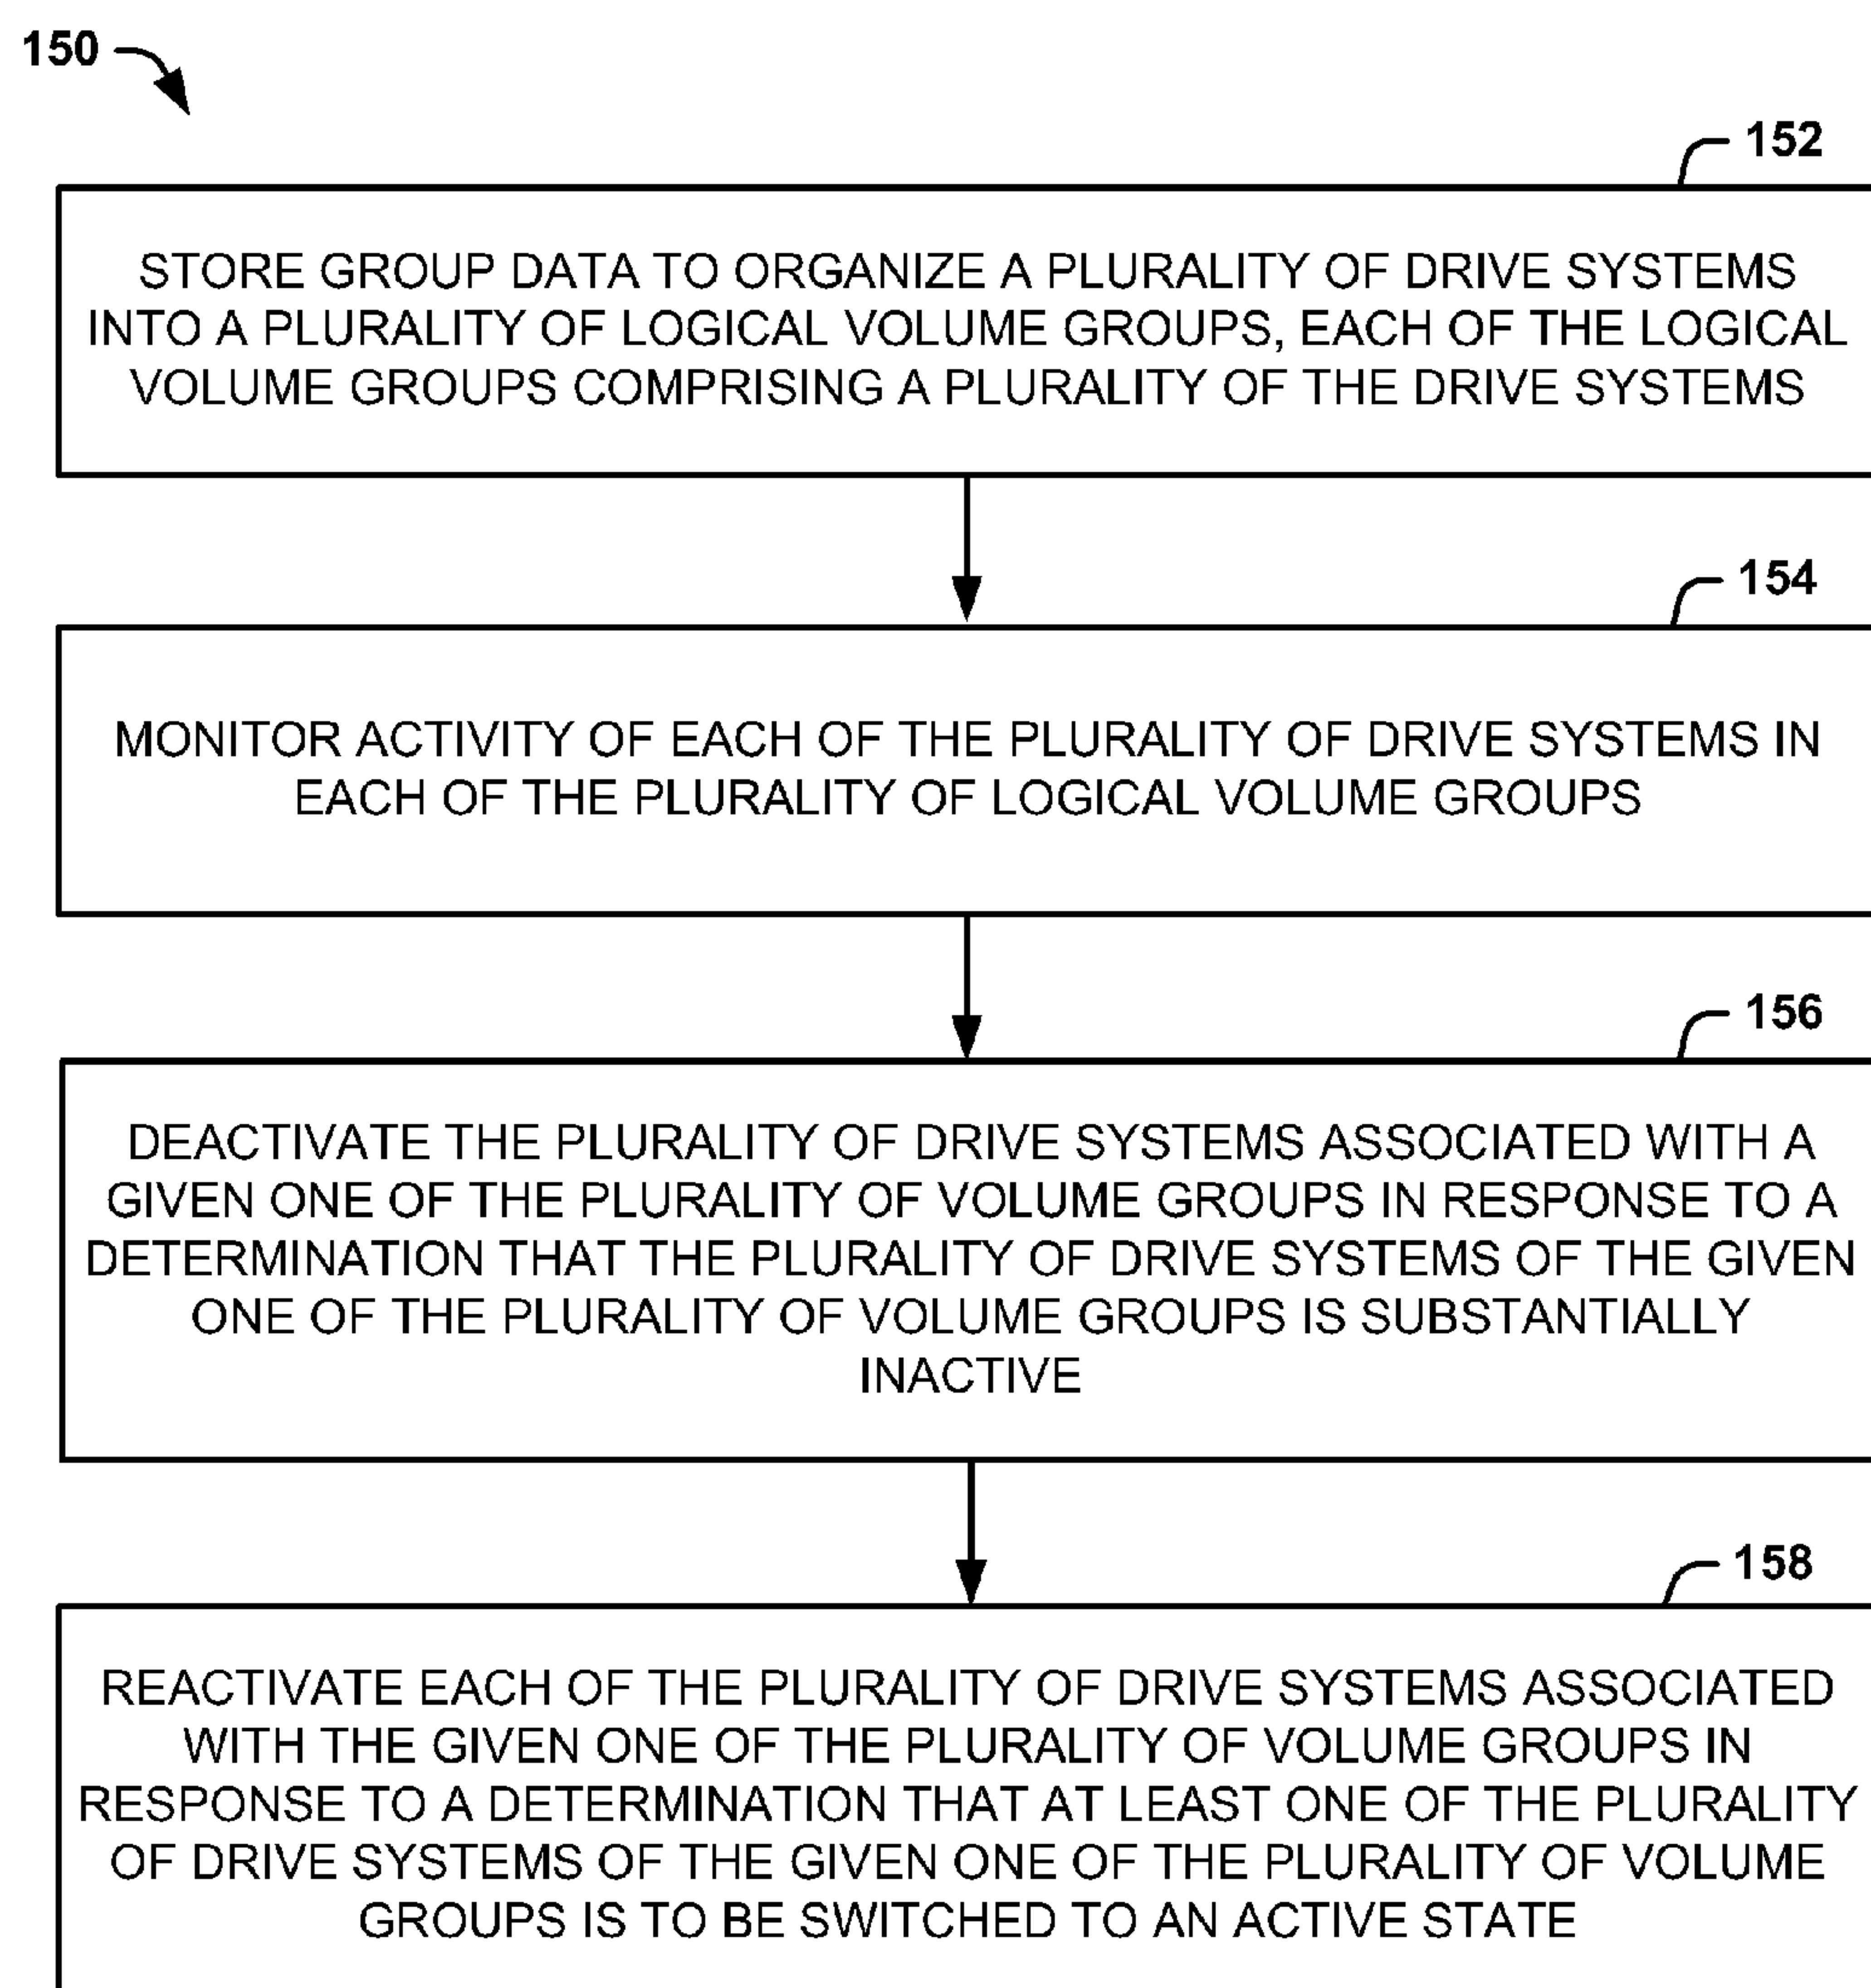 150
152
STORE GROUP DATA TO ORGANIZE A PLURALITY OF DRIVE SYSTEMS
INTO A PLURALITY OF LOGICAL VOLUME GROUPS, EACH OF THE LOGICAL
VOLUME GROUPS COMPRISING A PLURALITY OF THE DRIVE SYSTEMS
154
MONITOR ACTIVITY OF EACH OF THE PLURALITY OF DRIVE SYSTEMS IN
EACH OF THE PLURALITY OF LOGICAL VOLUME GROUPS
156
DEACTIVATE THE PLURALITY OF DRIVE SYSTEMS ASSOCIATED WITH A
GIVEN ONE OF THE PLURALITY OF VOLUME GROUPS IN RESPONSE TO A
DETERMINATION THAT THE PLURALITY OF DRIVE SYSTEMS OF THE GIVEN
ONE OF THE PLURALITY OF VOLUME GROUPS IS SUBSTANTIALLY
INACTIVE
158
REACTIVATE EACH OF THE PLURALITY OF DRIVE SYSTEMS ASSOCIATED
WITH THE GIVEN ONE OF THE PLURALITY OF VOLUME GROUPS IN
RESPONSE TO A DETERMINATION THAT AT LEAST ONE OF THE PLURALITY
OF DRIVE SYSTEMS OF THE GIVEN ONE OF THE PLURALITY OF VOLUME
GROUPS IS TO BE SWITCHED TO AN ACTIVE STATE